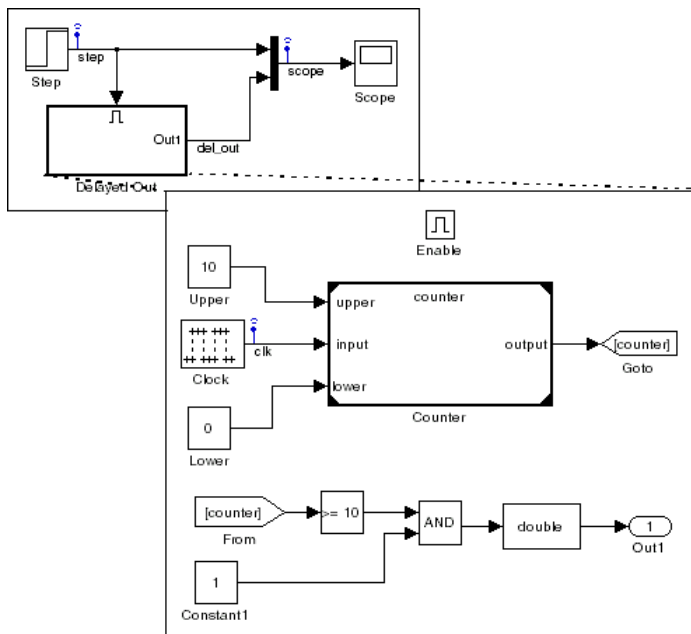 step
Step
scope
Scope
Out1
del_out
Delayed Out
Enable
10
Upper
upper
counter
clk
input
output
[counter]
Clock
Goto
lower
Counter
0
Lower
[counter]
From
>= 10
AND
double
1
Out1
1
Constant1